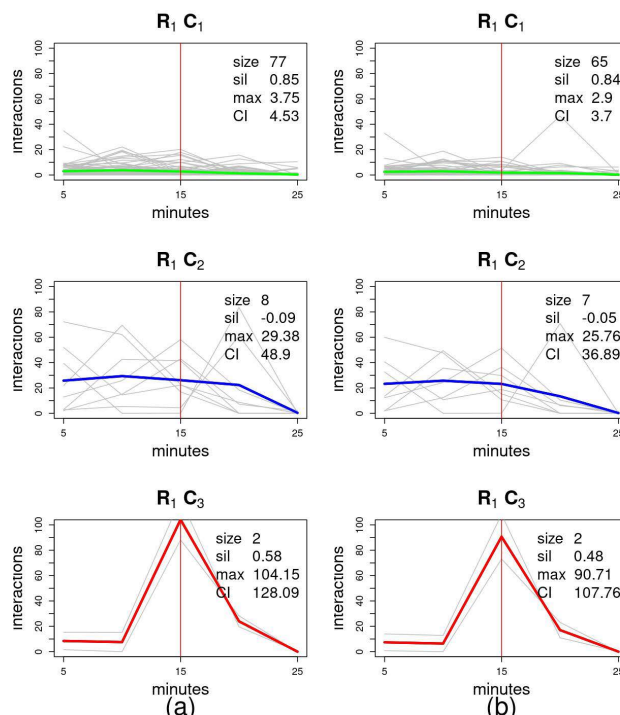 R1 C1
size 77
sil 0.85
max 3.75
CI 4.53
interactions
0 20 40 60 80 100
5 15 25
minutes
R1 C1
size 65
sil 0.84
max 2.9
CI 3.7
interactions
0 20 40 60 80 100
5 15 25
minutes
R1 C2
size 8
sil -0.09
max 29.38
CI 48.9
interactions
0 20 40 60 80 100
5 15 25
minutes
R1 C2
size 7
sil -0.05
max 25.76
CI 36.89
interactions
0 20 40 60 80 100
5 15 25
minutes
R1 C3
size 2
sil 0.58
max 104.15
CI 128.09
interactions
0 20 40 60 80 100
5 15 25
minutes
(a)
R1 C3
size 2
sil 0.48
max 90.71
CI 107.76
interactions
0 20 40 60 80 100
5 15 25
minutes
(b)